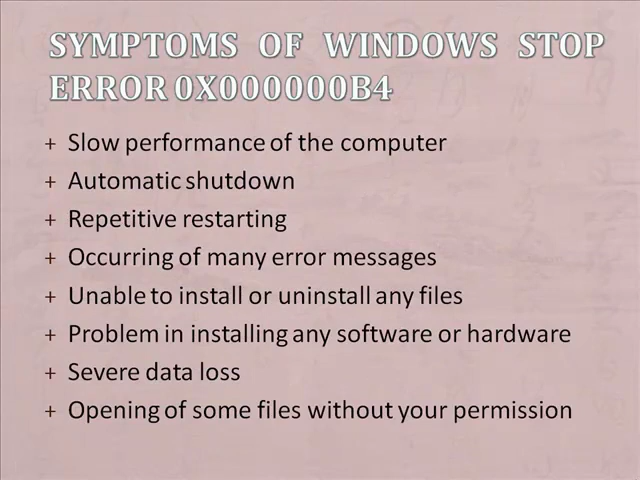 SYMPTOMS OF WINDOWS STOP
ERROR 0X000000B4
+ Slow performance of the computer
+ Automatic shutdown
+ Repetitive restarting
+ Occurring of many error messages
+ Unable to install or uninstall any files
+ Problem in installing any software or hardware
+ Severe data loss
+ Opening of some files without your permission